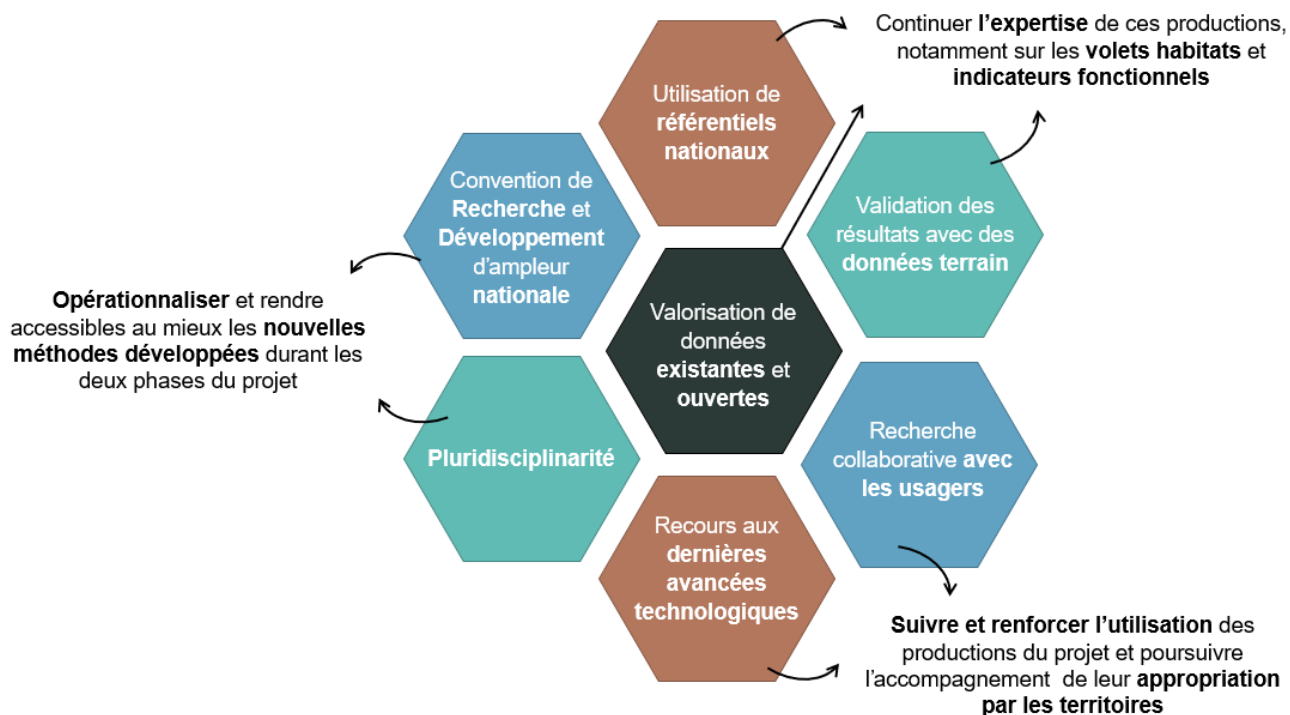 Continuer l’expertise de ces productions,
notamment sur les volets habitats et
indicateurs fonctionnels
Utilisation de
référentiels
nationaux
Convention de
Recherche et
Développement
d’ampleur
nationale
Validation des
résultats avec des
données terrain
Opérationnaliser et rendre
accessibles au mieux les nouvelles
méthodes développées durant les
deux phases du projet
Valorisation de
données
existantes et
ouvertes
Pluridisciplinarité
Recherche
collaborative avec
les usagers
Recours aux
dernières
avancées
technologiques
Suivre et renforcer l’utilisation des
productions du projet et poursuivre
l’accompagnement de leur appropriation
par les territoires